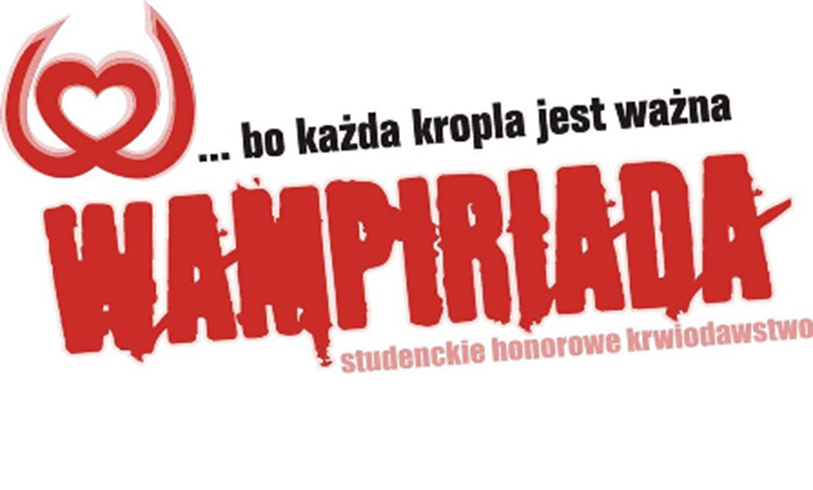 ... bo każda kropla jest ważna
WAMPIRIADA
studenckie honorowe krwiodawstwo